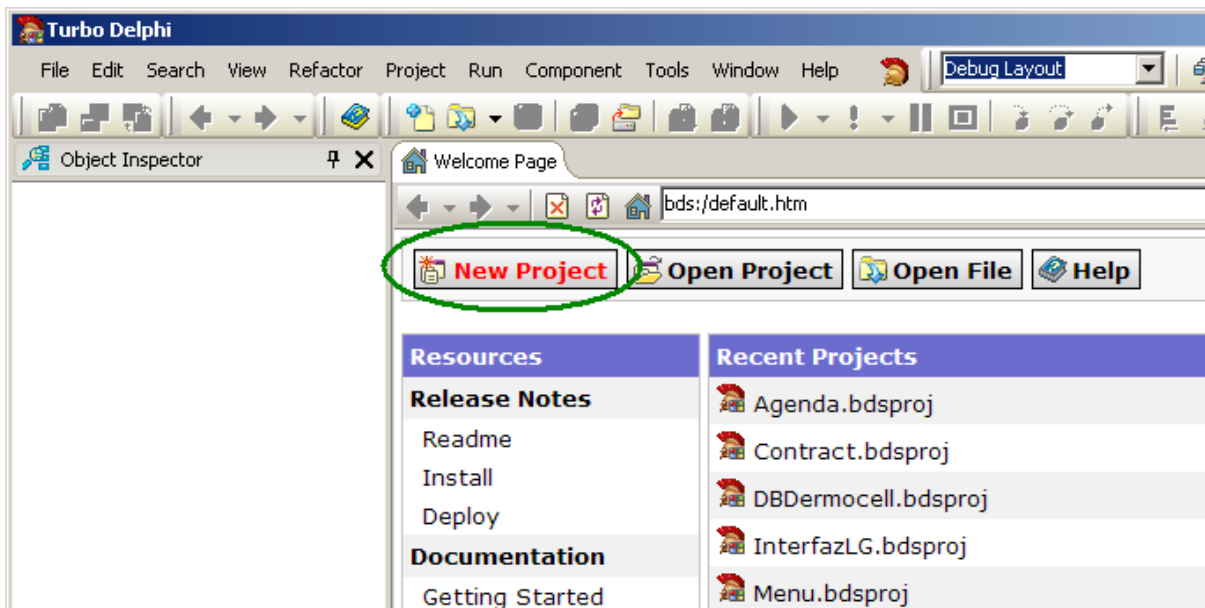 Turbo Delphi
File Edit Search View Refactor Project Run Component Tools Window Help Debug Layout
Object Inspector
Welcome Page
bds:/default.htm
New Project Open Project Open File Help
Resources
Release Notes
Readme
Install
Deploy
Documentation
Getting Started
Recent Projects
Agenda.bdsproj
Contract.bdsproj
DBDermocell.bdsproj
InterfazLG.bdsproj
Menu.bdsproj